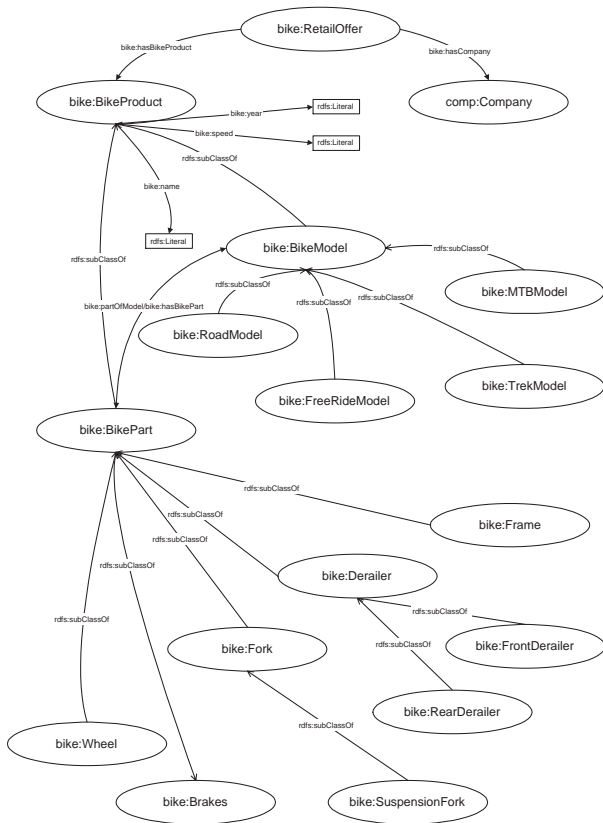 bike:RetailOffer
bike:hasBikeProduct
bike:hasCompany
bike:BikeProduct
comp:Company
bike:year
rdfs:Literal
bike:speed
rdfs:Literal
rdfs:subClassOf
bike:name
rdfs:Literal
bike:BikeModel
rdfs:subClassOf
rdfs:subClassOf
rdfs:subClassOf
rdfs:subClassOf
bike:MTBModel
rdfs:subClassOf
bike:partOfModel/bike:hasBikePart
bike:RoadModel
bike:TrekModel
bike:FreeRideModel
bike:BikePart
rdfs:subClassOf
rdfs:subClassOf
bike:Frame
rdfs:subClassOf
rdfs:subClassOf
bike:Derailer
rdfs:subClassOf
rdfs:subClassOf
bike:FrontDerailer
bike:Fork
rdfs:subClassOf
bike:RearDerailer
rdfs:subClassOf
bike:Wheel
bike:Brakes
bike:SuspensionFork